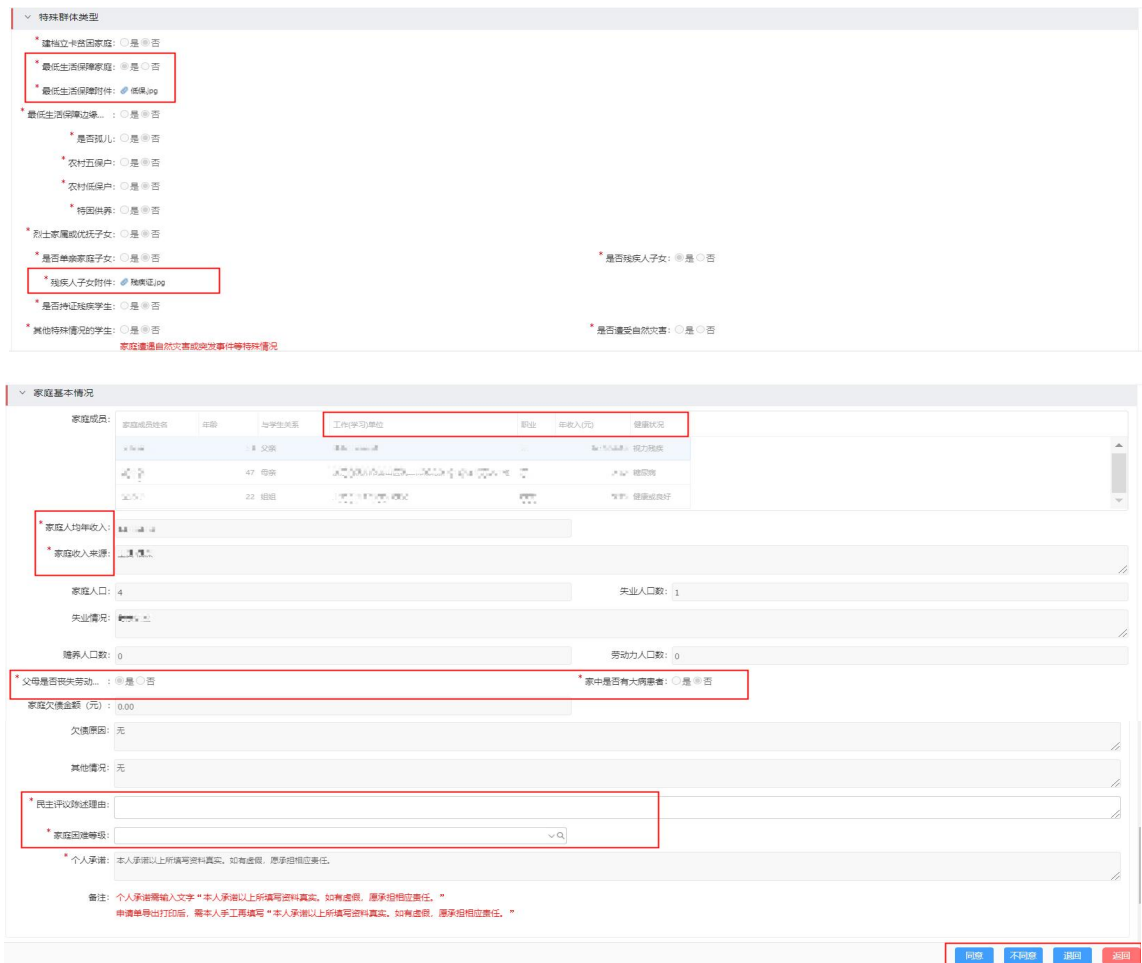 特殊群体类型
* 建档立卡贫困家庭: 是 否
* 最低生活保障家庭: 是 否
* 最低生活保障附件: 低保.jpg
* 最低生活保障边缘... : 是 否
* 是否孤儿: 是 否
* 农村五保户: 是 否
* 农村低保户: 是 否
* 特困供养: 是 否
* 烈士家属或优抚子女: 是 否
* 是否单亲家庭子女: 是 否 * 是否残疾人子女: 是 否
* 残疾人子女附件: 残疾证.jpg
* 是否持证残疾学生: 是 否
* 其他特殊情况的学生: 是 否 * 是否遭受自然灾害: 是 否
家庭遭遇自然灾害或突发事件等特殊情况
家庭基本情况
家庭成员: 家庭成员姓名 年龄 与学生关系 工作(学习)单位 职业 年收入(元) 健康状况
父亲 视力残疾
47 母亲 糖尿病
22 姐姐 健康或良好
* 家庭人均年收入:
* 家庭收入来源:
家庭人口: 4 失业人口数: 1
失业情况:
赡养人口数: 0 劳动力人口数: 0
* 父母是否丧失劳动... : 是 否 * 家中是否有大病患者: 是 否
家庭欠债金额（元）: 0.00
欠债原因: 无
其他情况: 无
* 民主评议陈述理由:
* 家庭困难等级:
* 个人承诺: 本人承诺以上所填写资料真实。如有虚假，愿承担相应责任。
备注: 个人承诺需输入文字“本人承诺以上所填写资料真实。如有虚假，愿承担相应责任。”
申请单导出打印后，需本人手工再填写“本人承诺以上所填写资料真实。如有虚假，愿承担相应责任。”
同意 不同意 退回 返回